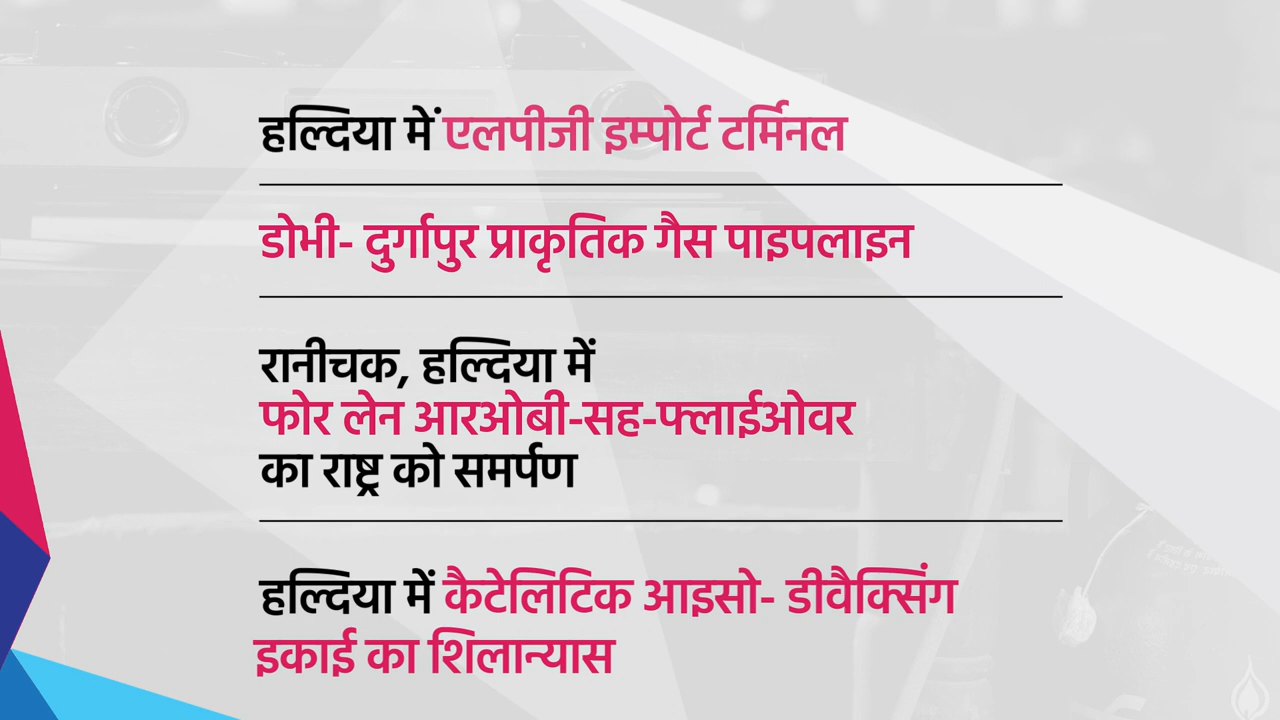 हल्दिया में एलपीजी इम्पोर्ट टर्मिनल
डोभी- दुर्गापुर प्राकृतिक गैस पाइपलाइन
रानीचक, हल्दिया में
फोर लेन आरओबी-सह-फ्लाईओवर
का राष्ट्र को समर्पण
हल्दिया में कैटेलिटिक आइसो- डीवैक्सिंग
इकाई का शिलान्यास